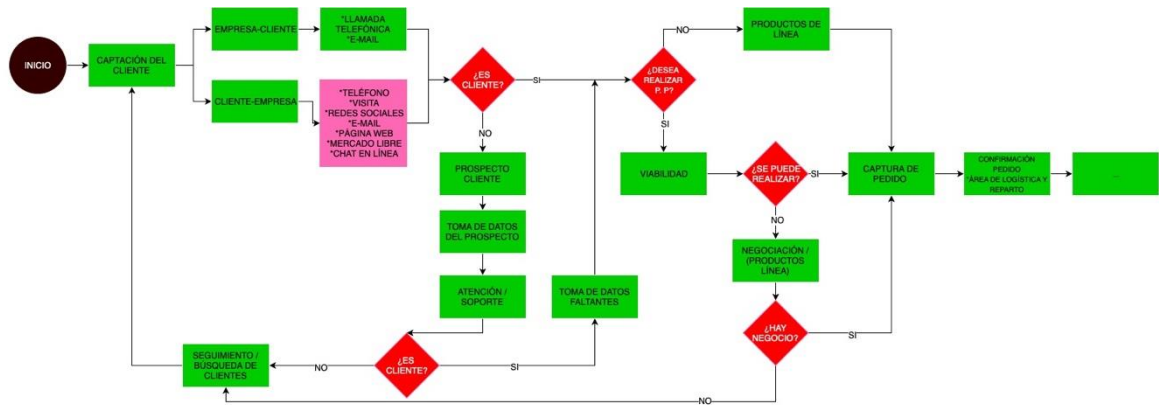 INICIO
CAPTACIÓN DEL
CLIENTE
EMPRESA-CLIENTE
*LLAMADA
TELEFÓNICA
*E-MAIL
CLIENTE-EMPRESA
*TELÉFONO
*VISITA
*REDES SOCIALES
*E-MAIL
*PÁGINA WEB
*MERCADO LIBRE
*CHAT EN LÍNEA
¿ES
CLIENTE?
SI
NO
PROSPECTO
CLIENTE
TOMA DE DATOS
DEL PROSPECTO
ATENCIÓN /
SOPORTE
¿ES
CLIENTE?
NO
SI
SEGUIMIENTO /
BÚSQUEDA DE
CLIENTES
TOMA DE DATOS
FALTANTES
¿DESEA
REALIZAR
P. P?
NO
SI
PRODUCTOS DE
LÍNEA
VIABILIDAD
¿SE PUEDE
REALIZAR?
SI
NO
NEGOCIACIÓN /
(PRODUCTOS
LÍNEA)
¿HAY
NEGOCIO?
SÍ
NO
CAPTURA DE
PEDIDO
CONFIRMACIÓN
PEDIDO
*ÁREA DE LOGÍSTICA Y
REPARTO
...